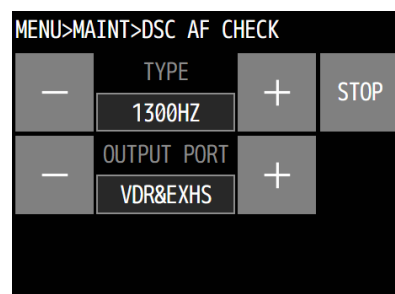 MENU>MAINT>DSC AF CHECK
— TYPE + STOP
1300HZ
— OUTPUT PORT +
VDR&EXHS